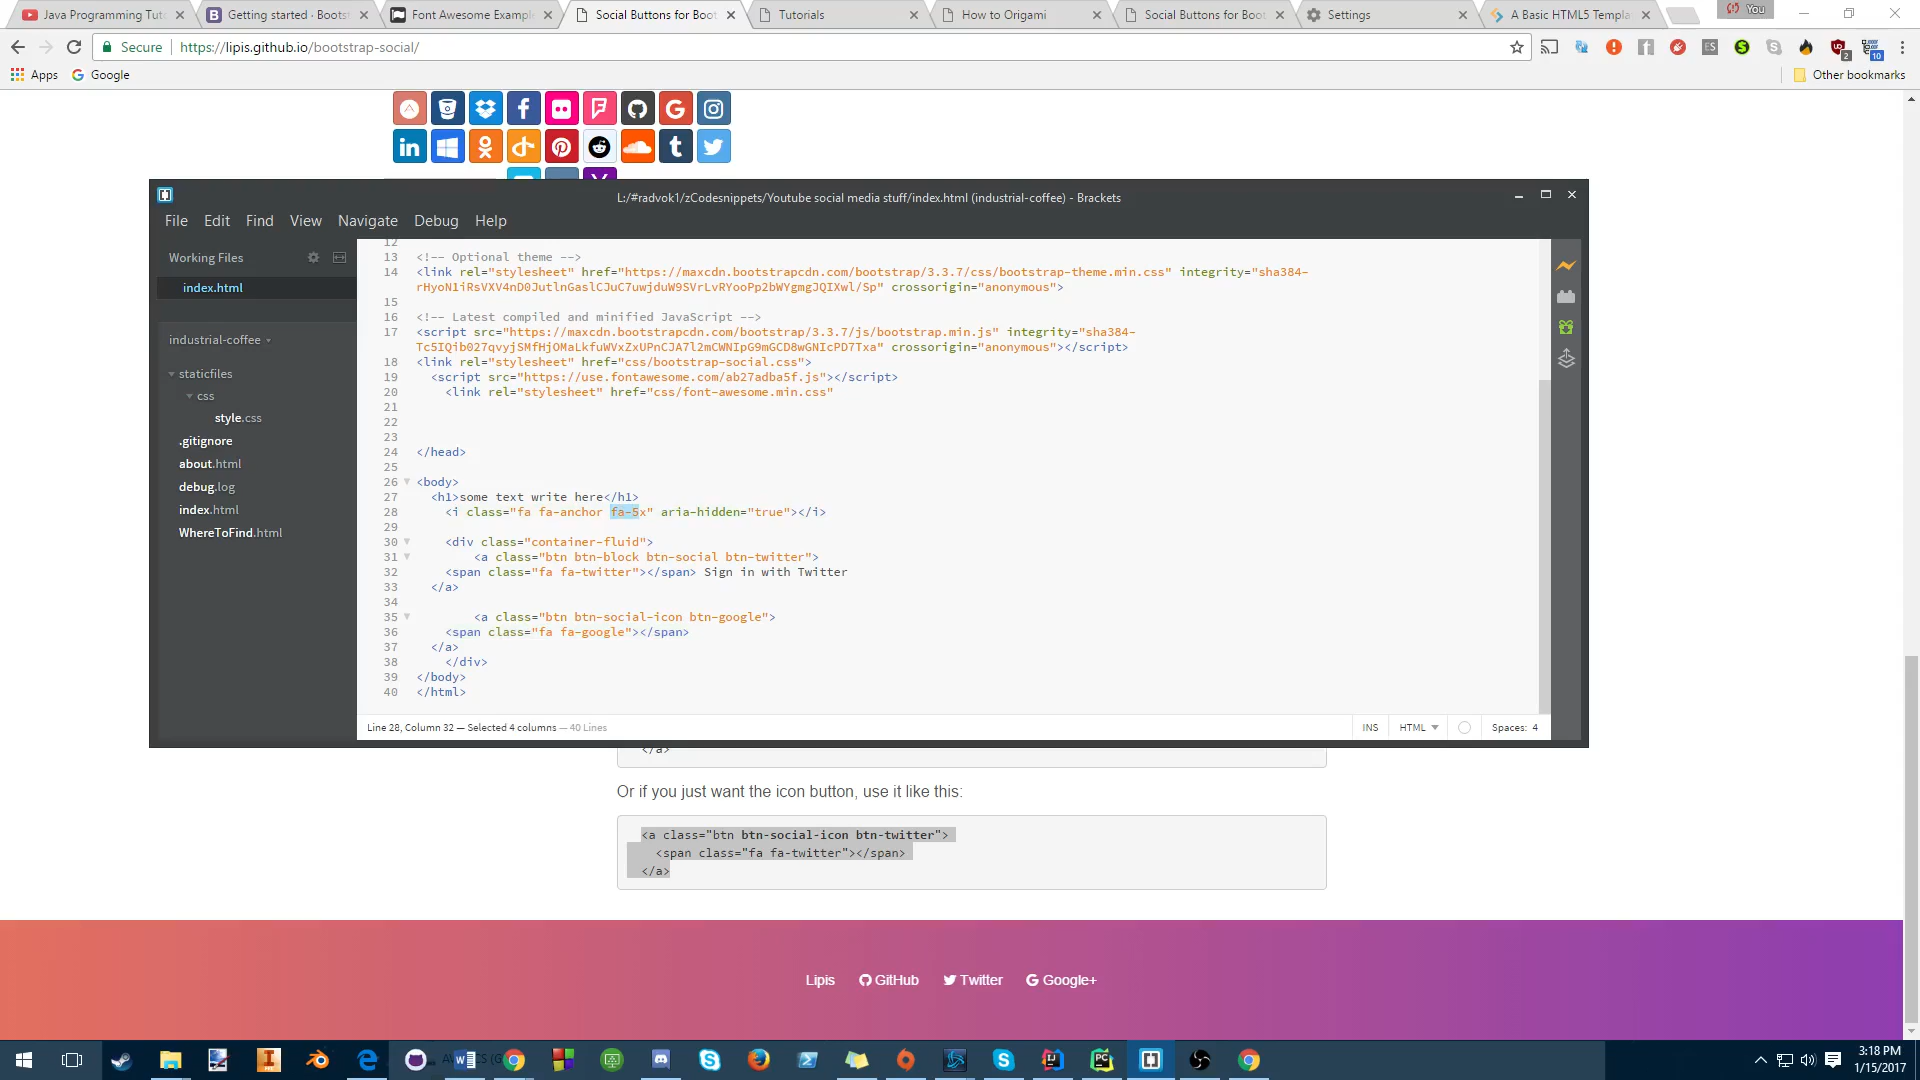 Java Programming Tut
Getting started · Bootst
Font Awesome Example
Social Buttons for Boot
Tutorials
How to Origami
Social Buttons for Boot
Settings
A Basic HTML5 Templa
You
Secure
https://lipis.github.io/bootstrap-social/
Apps
Google
Other bookmarks
L:/#radvok1/zCodesnippets/Youtube social media stuff/index.html (industrial-coffee) - Brackets
File Edit Find View Navigate Debug Help
Working Files
index.html
industrial-coffee
staticfiles
css
style.css
.gitignore
about.html
debug.log
index.html
WhereToFind.html
12
13 <!-- Optional theme -->
14 <link rel="stylesheet" href="https://maxcdn.bootstrapcdn.com/bootstrap/3.3.7/css/bootstrap-theme.min.css" integrity="sha384-
rHyoN1iRsVXV4nD0JutlnGaslCJuC7uwjduW9SVrLvRYooPp2bWYgmgJQIXwl/Sp" crossorigin="anonymous">
15
16 <!-- Latest compiled and minified JavaScript -->
17 <script src="https://maxcdn.bootstrapcdn.com/bootstrap/3.3.7/js/bootstrap.min.js" integrity="sha384-
Tc5IQib027qvyjSMfHjOMaLkfuWVxZxUPnCJA7l2mCWNIpG9mGCD8wGNIcPD7Txa" crossorigin="anonymous"></script>
18 <link rel="stylesheet" href="css/bootstrap-social.css">
19 <script src="https://use.fontawesome.com/ab27adba5f.js"></script>
20 <link rel="stylesheet" href="css/font-awesome.min.css"
21
22
23
24 </head>
25
26 <body>
27 <h1>some text write here</h1>
28 <i class="fa fa-anchor fa-5x" aria-hidden="true"></i>
29
30 <div class="container-fluid">
31 <a class="btn btn-block btn-social btn-twitter">
32 <span class="fa fa-twitter"></span> Sign in with Twitter
33 </a>
34
35 <a class="btn btn-social-icon btn-google">
36 <span class="fa fa-google"></span>
37 </a>
38 </div>
39 </body>
40 </html>
Line 28, Column 32 — Selected 4 columns — 40 Lines
INS
HTML
Spaces: 4
</a>
Or if you just want the icon button, use it like this:
<a class="btn btn-social-icon btn-twitter">
<span class="fa fa-twitter"></span>
</a>
Lipis GitHub Twitter Google+
3:18 PM
1/15/2017